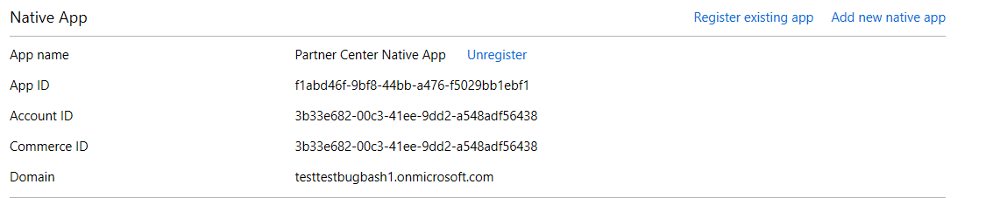 Native App Register existing app Add new native app
App name Partner Center Native App Unregister
App ID f1abd46f-9bf8-44bb-a476-f5029bb1ebf1
Account ID 3b33e682-00c3-41ee-9dd2-a548adf56438
Commerce ID 3b33e682-00c3-41ee-9dd2-a548adf56438
Domain testtestbugbash1.onmicrosoft.com